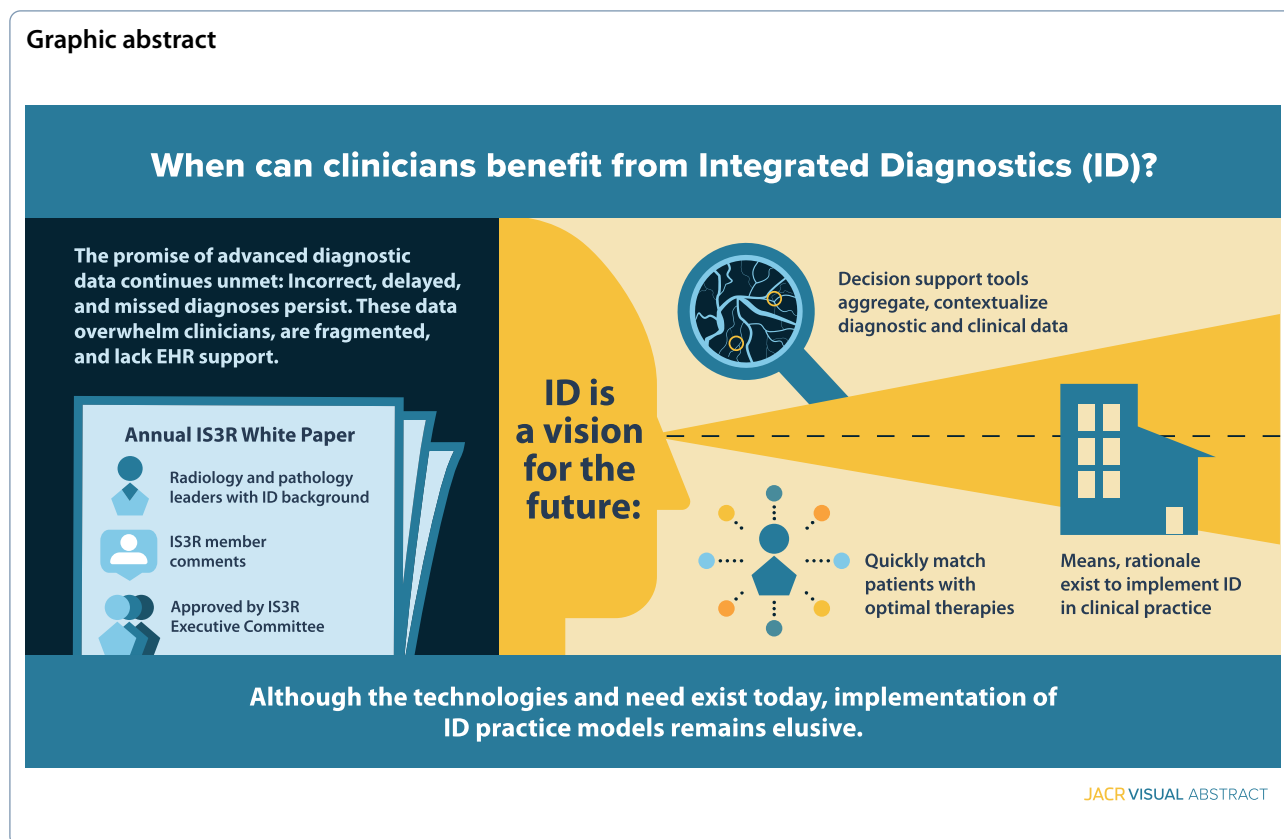 Graphic abstract
When can clinicians benefit from Integrated Diagnostics (ID)?
The promise of advanced diagnostic
data continues unmet: Incorrect, delayed,
and missed diagnoses persist. These data
overwhelm clinicians, are fragmented,
and lack EHR support.
Annual IS3R White Paper
Radiology and pathology
leaders with ID background
IS3R member
comments
Approved by IS3R
Executive Committee
ID is
a vision
for the
future:
Decision support tools
aggregate, contextualize
diagnostic and clinical data
Quickly match
patients with
optimal therapies
Means, rationale
exist to implement ID
in clinical practice
Although the technologies and need exist today, implementation of
ID practice models remains elusive.
JACR VISUAL ABSTRACT